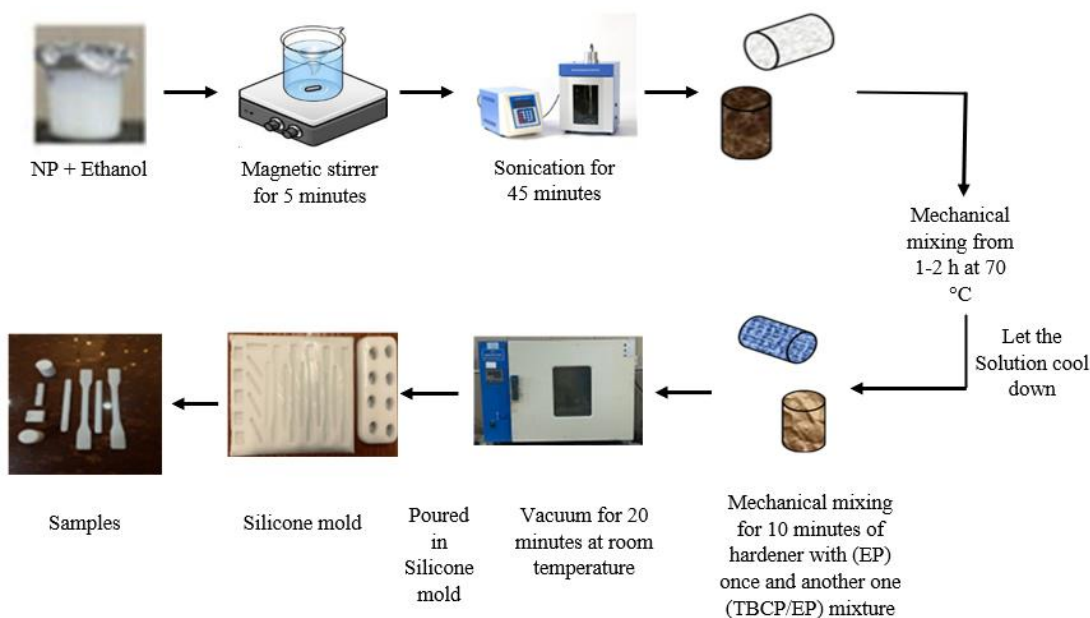 NP + Ethanol
Magnetic stirrer
for 5 minutes
Sonication for
45 minutes
Mechanical
mixing from
1-2 h at 70
°C
Let the
Solution cool
down
Mechanical mixing
for 10 minutes of
hardener with (EP)
once and another one
(TBCP/EP) mixture
Vacuum for 20
minutes at room
temperature
Poured
in
Silicone
mold
Silicone mold
Samples